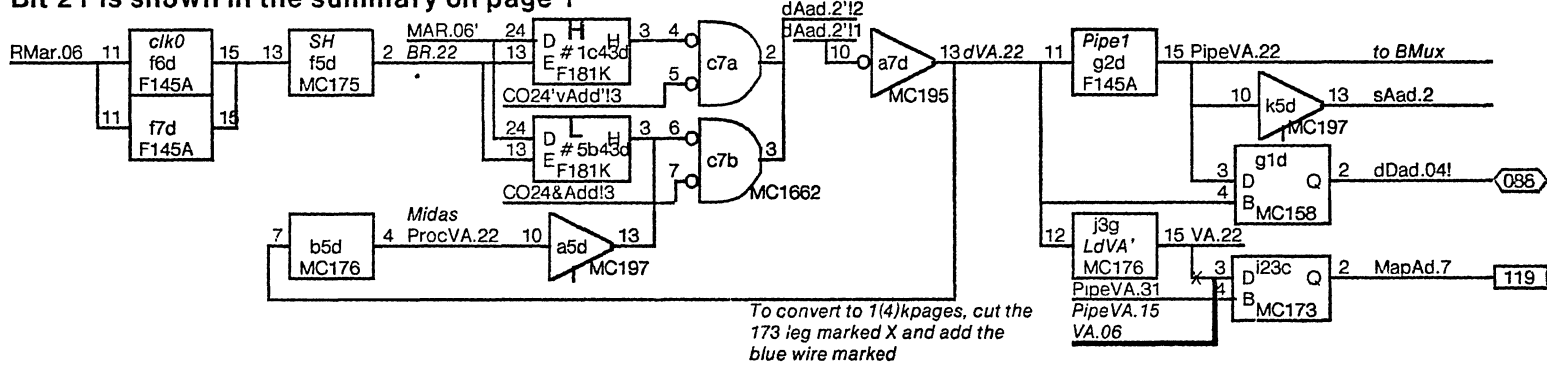 Bit 21 is shown in the summary on page 1
RMar.06 11
clk0
f6d
F145A
15
11
f7d
F145A
15
13
SH
f5d
MC175
2
MAR.06'
BR.22
24
13
D H H
E #1c43d
F181K
3 4
CO24'vAdd'!3
5
c7a
2
24
13
D L H
E #5b43d
F181K
3 6
CO24&Add!3
7
c7b
3
MC1662
7
b5d
MC176
4
Midas
ProcVA.22
10
a5d
13
MC197
dAad.2'!2
dAad.2'!1
10
a7d
13
MC195
dVA.22
11
Pipe1
g2d
F145A
15 PipeVA.22
to BMux
10
k5d
13
MC197
sAad.2
3
4
g1d
D Q
B MC158
2 dDad.04!
086
12
j3g
LdVA'
MC176
15 VA.22
PipeVA.31
PipeVA.15
VA.06
X 3
4
i23c
D Q
B MC173
2 MapAd.7
119
To convert to 1(4)kpages, cut the
173 leg marked X and add the
blue wire marked